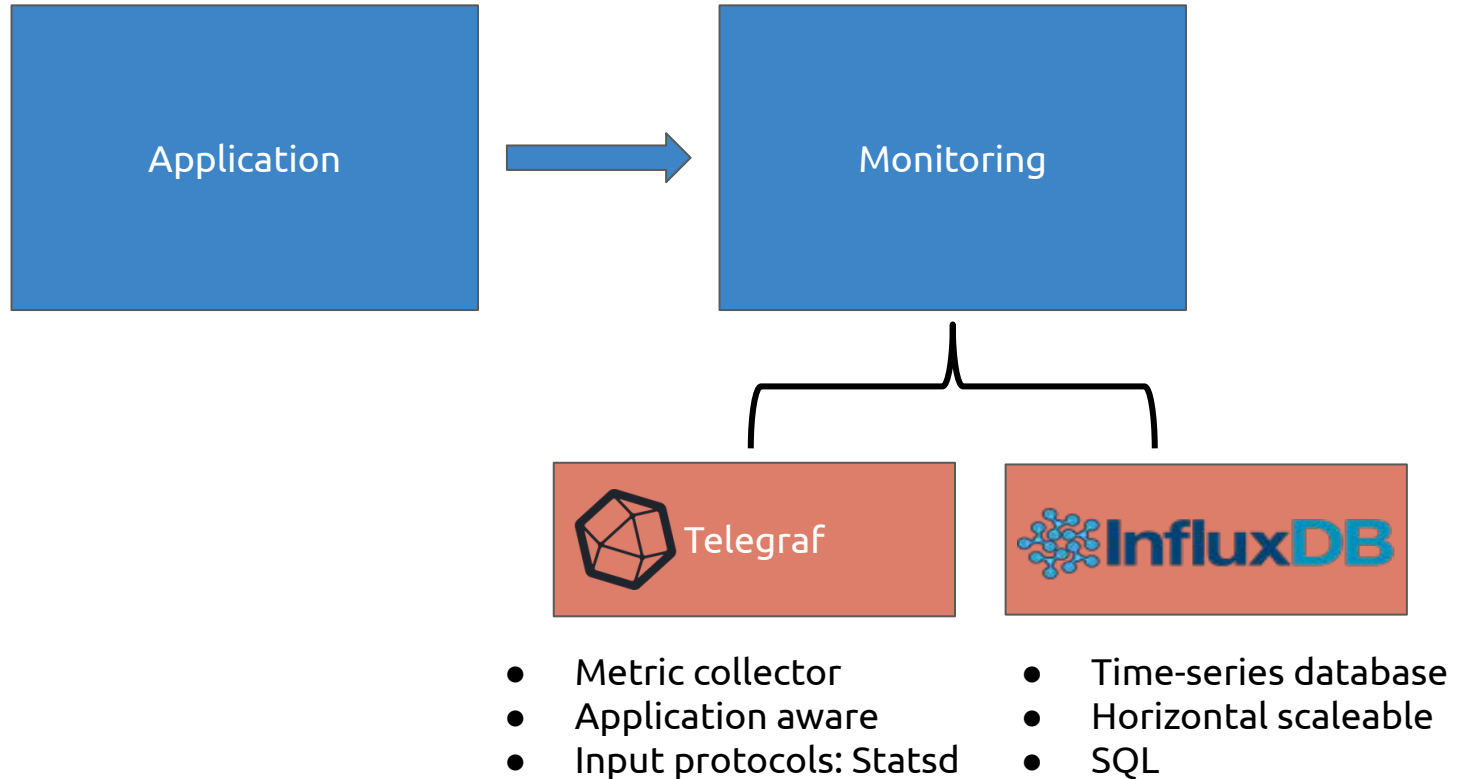 Application
Monitoring
Telegraf
InfluxDB
● Metric collector
● Application aware
● Input protocols: Statsd
● Time-series database
● Horizontal scaleable
● SQL